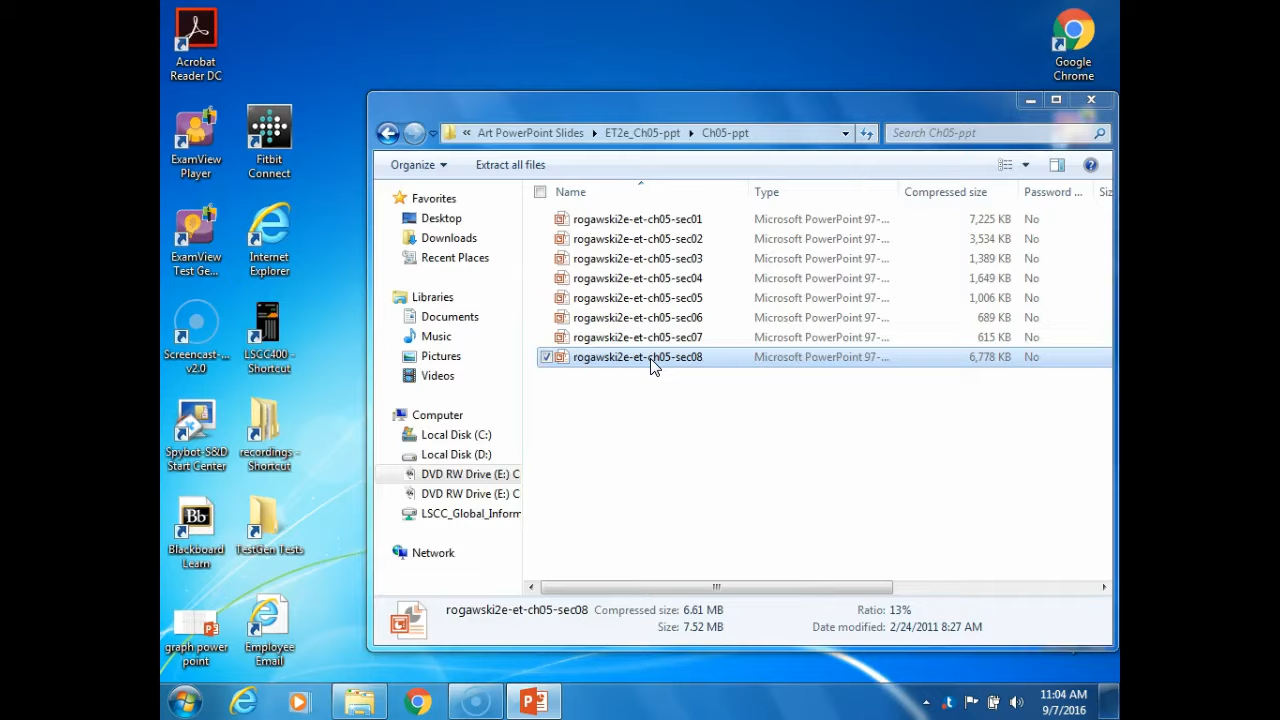 Acrobat
Reader DC
Google
Chrome
ExamView
Player
Fitbit
Connect
ExamView
Test Ge...
Internet
Explorer
Screencast-...
v2.0
LSCC400 -
Shortcut
Spybot-S&D
Start Center
recordings -
Shortcut
Bb
Blackboard
Learn
TestGen Tests
graph power
point
Employee
Email
« Art PowerPoint Slides ▸ ET2e_Ch05-ppt ▸ Ch05-ppt
Search Ch05-ppt
Organize
Extract all files
Favorites
Desktop
Downloads
Recent Places
Libraries
Documents
Music
Pictures
Videos
Computer
Local Disk (C:)
Local Disk (D:)
DVD RW Drive (E:) C
DVD RW Drive (E:) C
LSCC_Global_Inform
Network
Name Type Compressed size Password ... Siz
rogawski2e-et-ch05-sec01 Microsoft PowerPoint 97-... 7,225 KB No
rogawski2e-et-ch05-sec02 Microsoft PowerPoint 97-... 3,534 KB No
rogawski2e-et-ch05-sec03 Microsoft PowerPoint 97-... 1,389 KB No
rogawski2e-et-ch05-sec04 Microsoft PowerPoint 97-... 1,649 KB No
rogawski2e-et-ch05-sec05 Microsoft PowerPoint 97-... 1,006 KB No
rogawski2e-et-ch05-sec06 Microsoft PowerPoint 97-... 689 KB No
rogawski2e-et-ch05-sec07 Microsoft PowerPoint 97-... 615 KB No
rogawski2e-et-ch05-sec08 Microsoft PowerPoint 97-... 6,778 KB No
rogawski2e-et-ch05-sec08 Compressed size: 6.61 MB Ratio: 13%
Size: 7.52 MB Date modified: 2/24/2011 8:27 AM
11:04 AM
9/7/2016